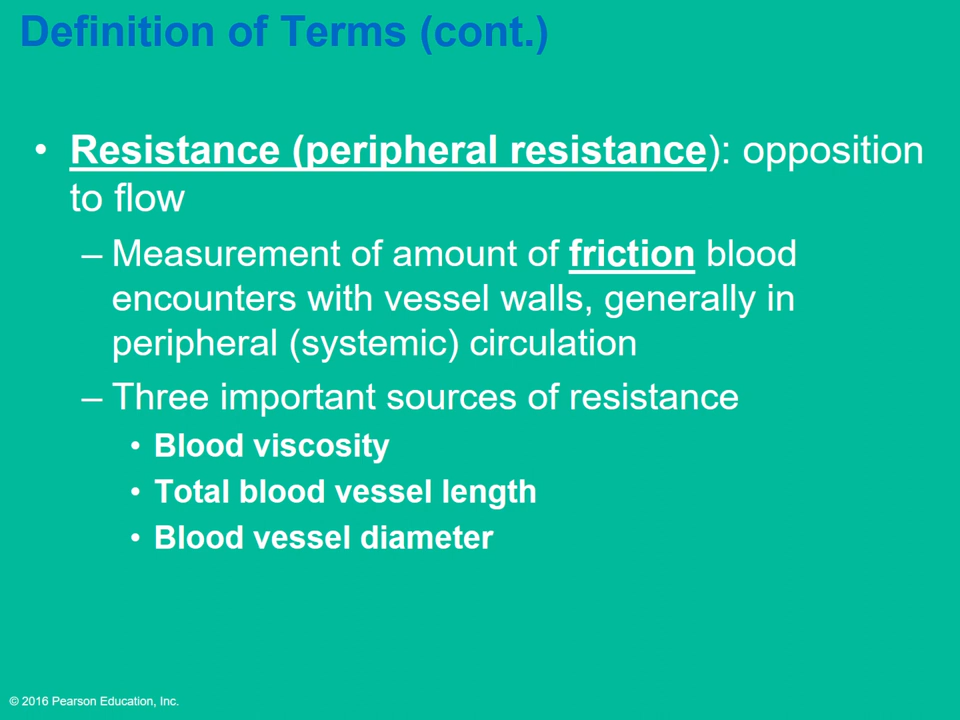 Definition of Terms (cont.)
• Resistance (peripheral resistance): opposition
to flow
– Measurement of amount of friction blood
encounters with vessel walls, generally in
peripheral (systemic) circulation
– Three important sources of resistance
• Blood viscosity
• Total blood vessel length
• Blood vessel diameter
© 2016 Pearson Education, Inc.